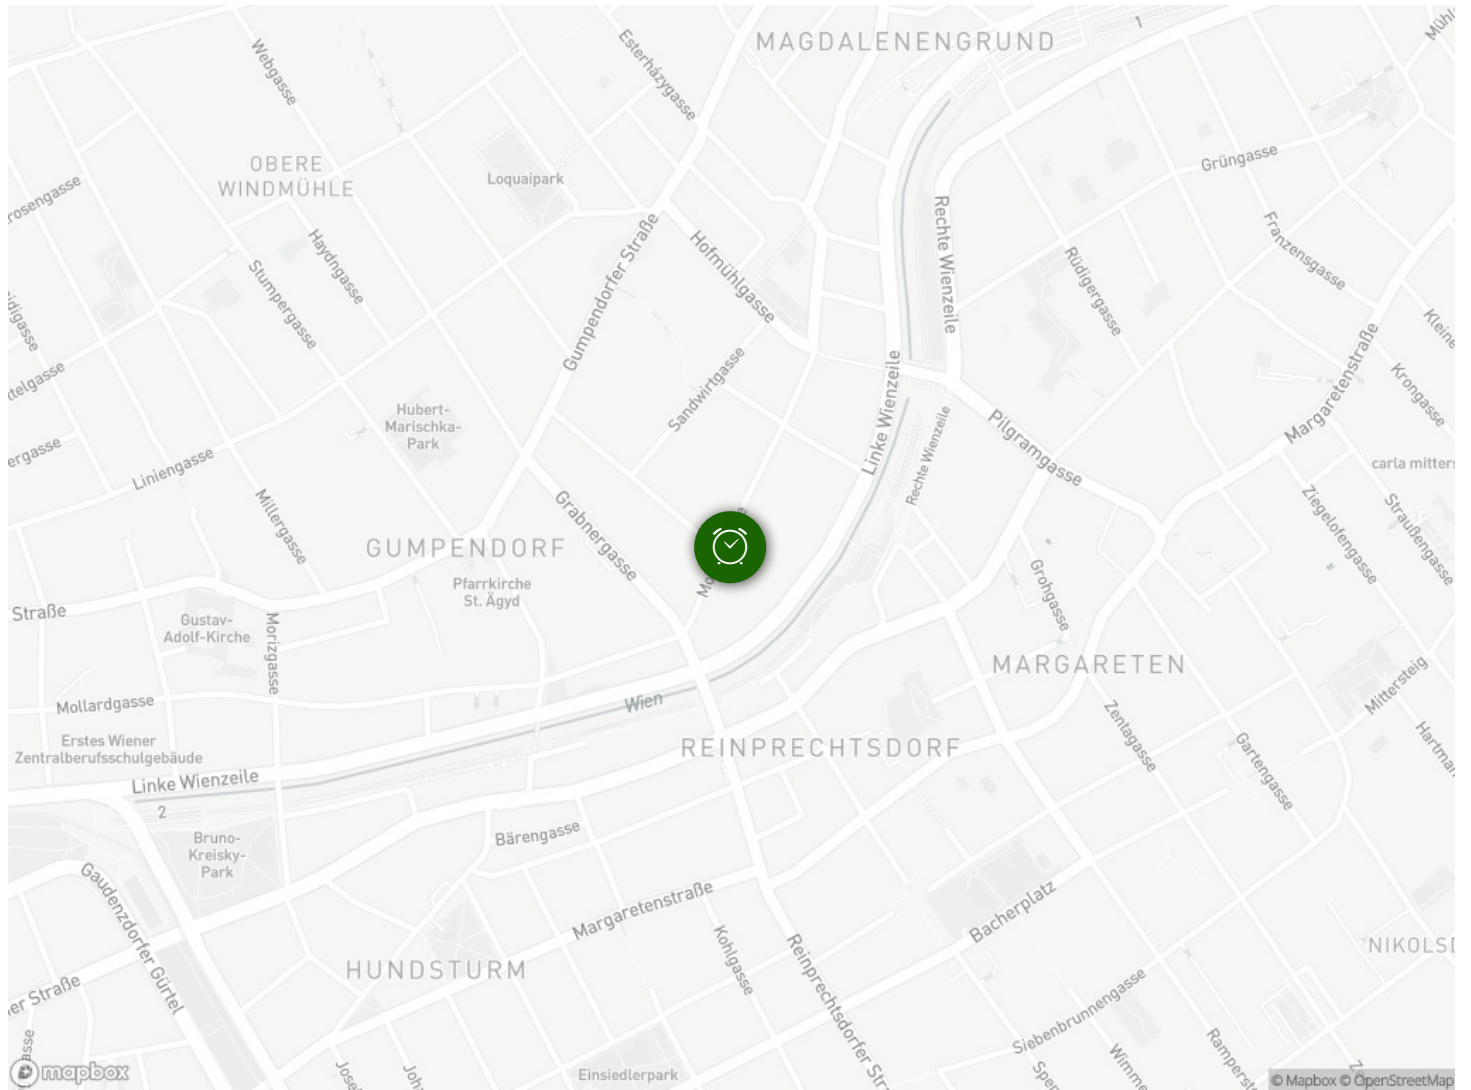 MAGDALENENGRUND
1
Webgasse
Esterházygasse
OBERE
WINDMÜHLE
Loquaipark
Grüngasse
rosengasse
Haydngasse
Stumpergasse
Gumpendorfer Straße
Hofmühlgasse
Rechte Wienzeile
Rüdigergasse
Franzensgasse
Kleine
Margaretenstraße
Krongasse
Sandwirtgasse
Linke Wienzeile
Hubert-
Marischka-
Park
Pilgramgasse
Rechte Wienzeile
carla mitters
Liniengasse
Millergasse
Grabnergasse
Ziegelofengasse
Straußengasse
GUMPENDORF
Pfarrkirche
St. Ägyd
Grohgasse
Straße
Gustav-
Adolf-Kirche
Morizgasse
MARGARETEN
Mittersteig
Mollardgasse
Wien
Zentagasse
Gartengasse
Hartman
Erstes Wiener
Zentralberufsschulgebäude
REINPRECHTSDORF
Linke Wienzeile
2
Bruno-
Kreisky-
Park
Bärengasse
Gaudenzdorfer Gürtel
Margaretenstraße
Bacherplatz
Kohlgasse
Reinprechtsdorfer Str
HUNDSTURM
NIKOLSD
er Straße
Siebenbrunnengasse
Einsiedlerpark
Wimme
Rampers
mapbox
© Mapbox © OpenStreetMap